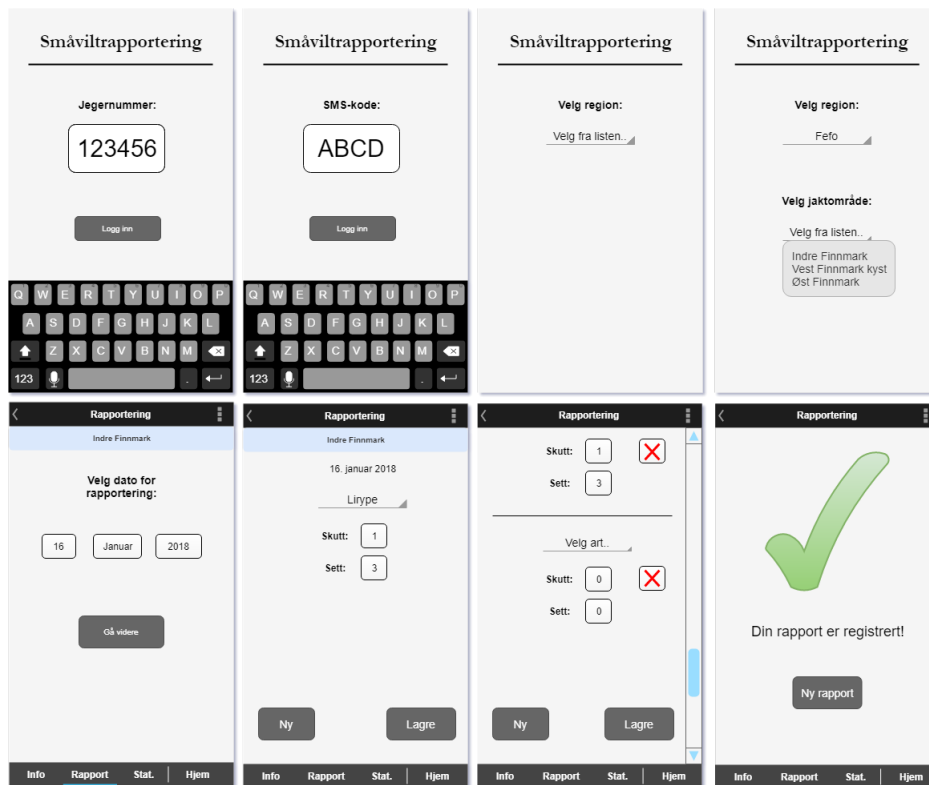 Småviltrapportering
Jegernummer:
123456
Logg inn
Q W E R T Y U I O P
A S D F G H J K L
Z X C V B N M
123 .
Småviltrapportering
SMS-kode:
ABCD
Logg inn
Q W E R T Y U I O P
A S D F G H J K L
Z X C V B N M
123 .
Småviltrapportering
Velg region:
Velg fra listen..
Småviltrapportering
Velg region:
Fefo
Velg jaktområde:
Velg fra listen..
Indre Finnmark
Vest Finnmark kyst
Øst Finnmark
Rapportering
Indre Finnmark
Velg dato for
rapportering:
16 Januar 2018
Gå videre
Info Rapport Stat. Hjem
Rapportering
Indre Finnmark
16. januar 2018
Lirype
Skutt: 1
Sett: 3
Ny Lagre
Info Rapport Stat. Hjem
Rapportering
Skutt: 1
Sett: 3
Velg art..
Skutt: 0
Sett: 0
Ny Lagre
Info Rapport Stat. Hjem
Rapportering
Din rapport er registrert!
Ny rapport
Info Rapport Stat. Hjem